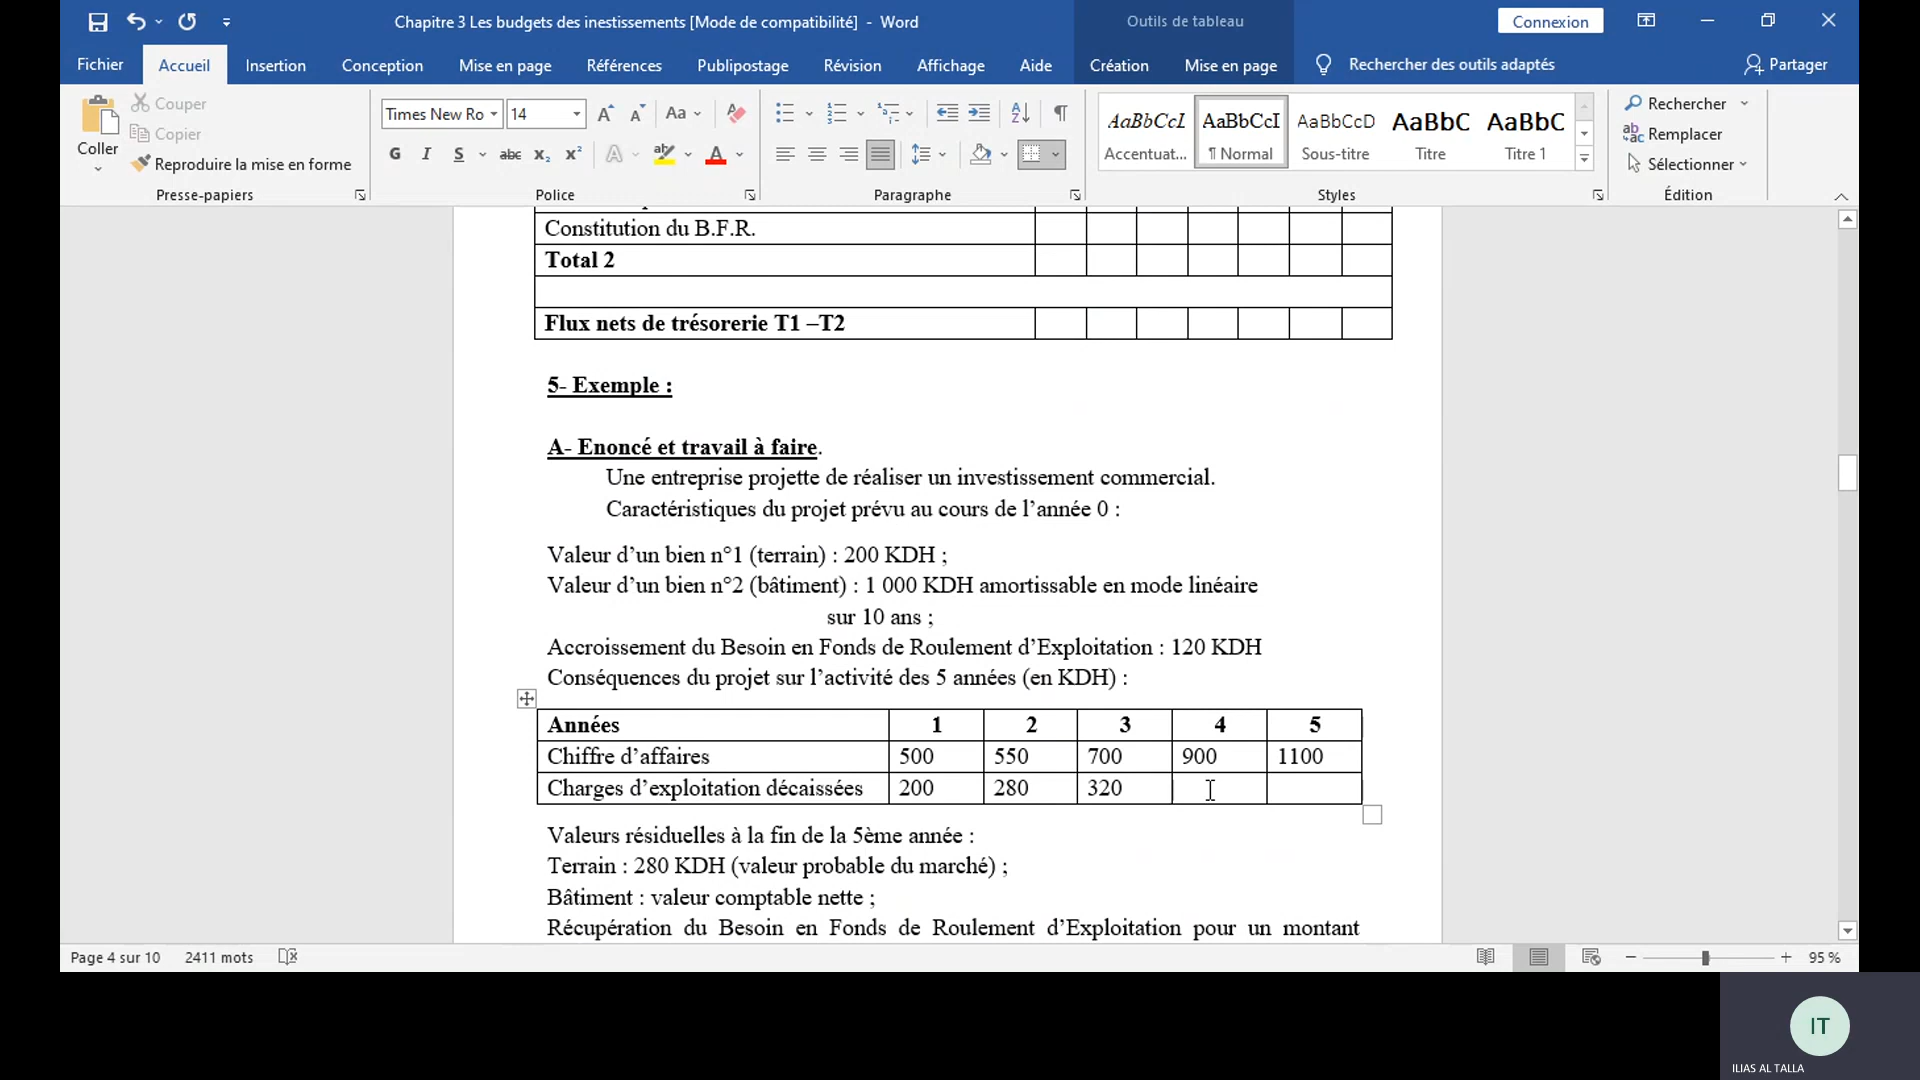 Chapitre 3 Les budgets des inestissements [Mode de compatibilité] - Word
Outils de tableau
Connexion
Fichier
Accueil
Insertion
Conception
Mise en page
Références
Publipostage
Révision
Affichage
Aide
Création
Mise en page
Rechercher des outils adaptés
Partager
Coller
Couper
Copier
Reproduire la mise en forme
Presse-papiers
Times New Ro
14
Aa
G I S abc X₂ X²
A
A
Police
Paragraphe
AaBbCcI
Accentuat...
AaBbCcI
¶ Normal
AaBbCcD
Sous-titre
AaBbC
Titre
AaBbC
Titre 1
Styles
Rechercher
Remplacer
Sélectionner
Édition
Constitution du B.F.R.
Total 2
Flux nets de trésorerie T1 –T2
5- Exemple :
A- Enoncé et travail à faire.
Une entreprise projette de réaliser un investissement commercial.
Caractéristiques du projet prévu au cours de l’année 0 :
Valeur d’un bien n°1 (terrain) : 200 KDH ;
Valeur d’un bien n°2 (bâtiment) : 1 000 KDH amortissable en mode linéaire
sur 10 ans ;
Accroissement du Besoin en Fonds de Roulement d’Exploitation : 120 KDH
Conséquences du projet sur l’activité des 5 années (en KDH) :
Années 1 2 3 4 5
Chiffre d’affaires 500 550 700 900 1100
Charges d’exploitation décaissées 200 280 320
Valeurs résiduelles à la fin de la 5ème année :
Terrain : 280 KDH (valeur probable du marché) ;
Bâtiment : valeur comptable nette ;
Récupération du Besoin en Fonds de Roulement d’Exploitation pour un montant
Page 4 sur 10
2411 mots
95 %
IT
ILIAS AL TALLA